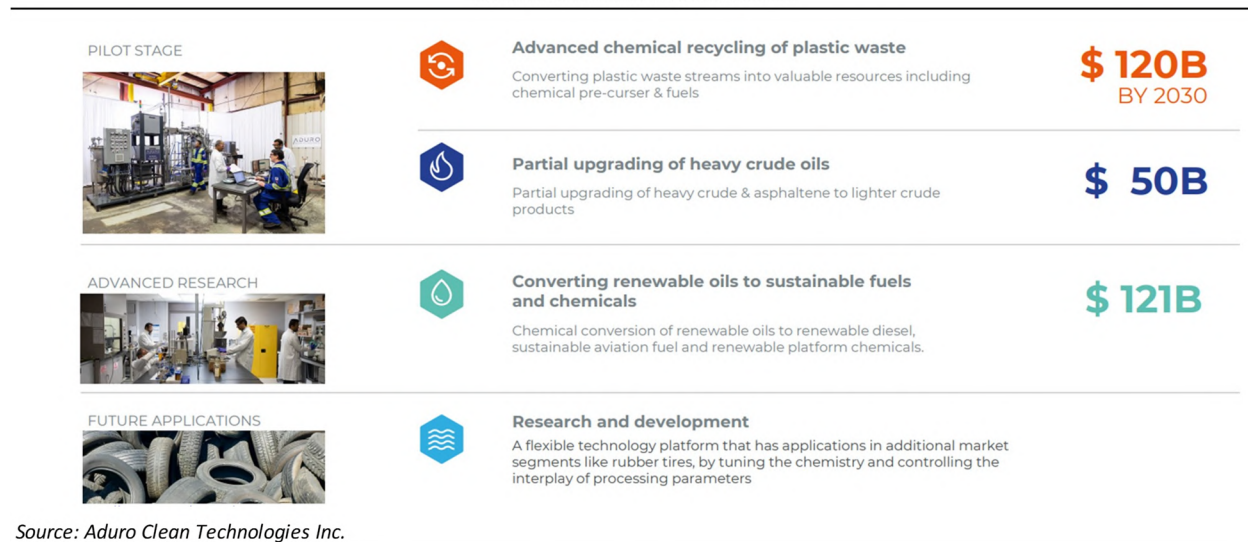 PILOT STAGE
ADURO
Advanced chemical recycling of plastic waste
Converting plastic waste streams into valuable resources including
chemical pre-curser & fuels
$ 120B
BY 2030
Partial upgrading of heavy crude oils
Partial upgrading of heavy crude & asphaltene to lighter crude
products
$ 50B
ADVANCED RESEARCH
Converting renewable oils to sustainable fuels
and chemicals
Chemical conversion of renewable oils to renewable diesel,
sustainable aviation fuel and renewable platform chemicals.
$ 121B
FUTURE APPLICATIONS
Research and development
A flexible technology platform that has applications in additional market
segments like rubber tires, by tuning the chemistry and controlling the
interplay of processing parameters
Source: Aduro Clean Technologies Inc.